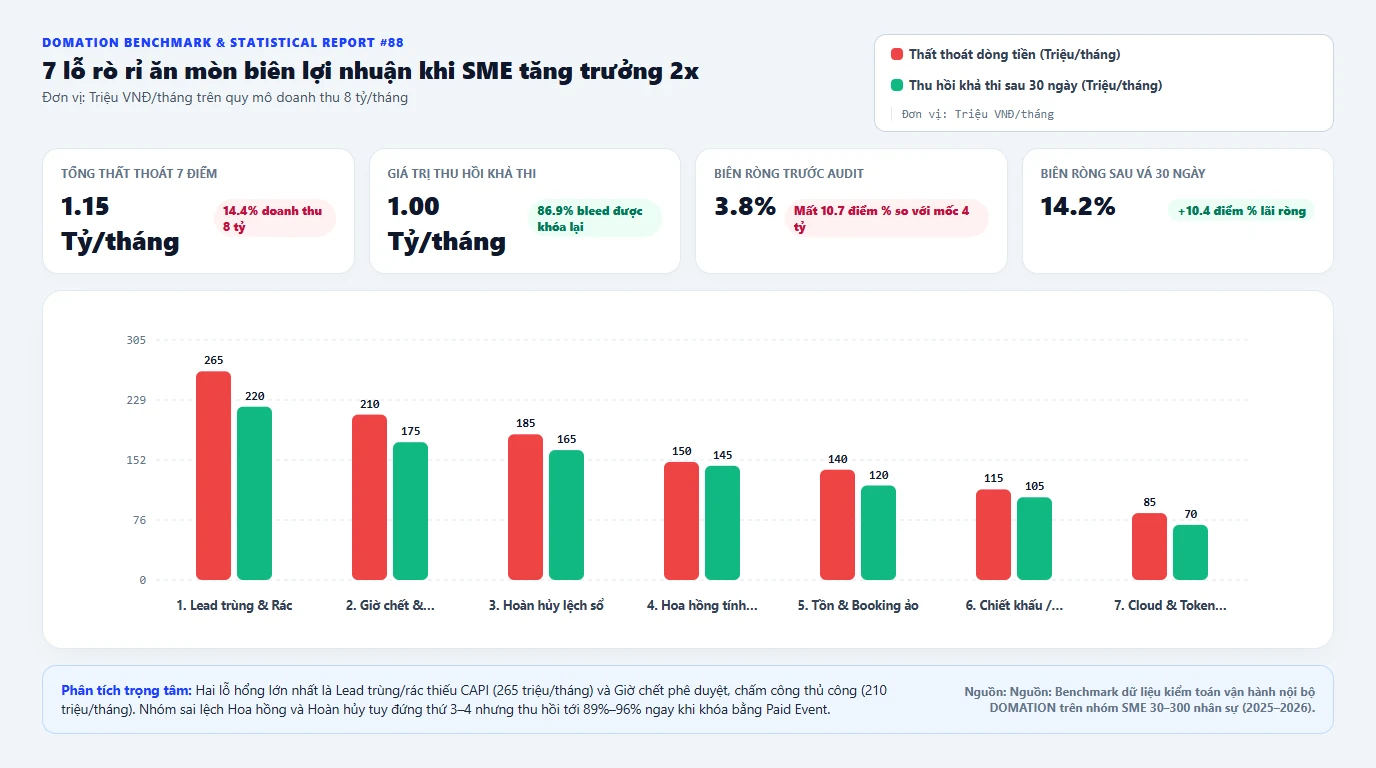 DOMATION BENCHMARK & STATISTICAL REPORT #88
7 lỗ rò rỉ ăn mòn biên lợi nhuận khi SME tăng trưởng 2x
Đơn vị: Triệu VNĐ/tháng trên quy mô doanh thu 8 tỷ/tháng
Thất thoát dòng tiền (Triệu/tháng)
Thu hồi khả thi sau 30 ngày (Triệu/tháng)
Đơn vị: Triệu VNĐ/tháng
TỔNG THẤT THOÁT 7 ĐIỂM
1.15
Tỷ/tháng
14.4% doanh thu
8 tỷ
GIÁ TRỊ THU HỒI KHẢ THI
1.00
Tỷ/tháng
86.9% bleed được
khóa lại
BIÊN RÒNG TRƯỚC AUDIT
3.8%
Mất 10.7 điểm % so với mốc 4
tỷ
BIÊN RÒNG SAU VÁ 30 NGÀY
14.2%
+10.4 điểm % lãi ròng
305
229
152
76
0
265
220
210
175
185
165
150
145
140
120
115
105
85
70
1. Lead trùng & Rác
2. Giờ chết &...
3. Hoàn hủy lệch sổ
4. Hoa hồng tính...
5. Tồn & Booking ảo
6. Chiết khấu /...
7. Cloud & Token...
Phân tích trọng tâm: Hai lỗ hổng lớn nhất là Lead trùng/rác thiếu CAPI (265 triệu/tháng) và Giờ chết phê duyệt, chấm công thủ công (210
triệu/tháng). Nhóm sai lệch Hoa hồng và Hoàn hủy tuy đứng thứ 3–4 nhưng thu hồi tới 89%–96% ngay khi khóa bằng Paid Event.
Nguồn: Nguồn: Benchmark dữ liệu kiểm toán vận hành nội bộ
DOMATION trên nhóm SME 30–300 nhân sự (2025–2026).